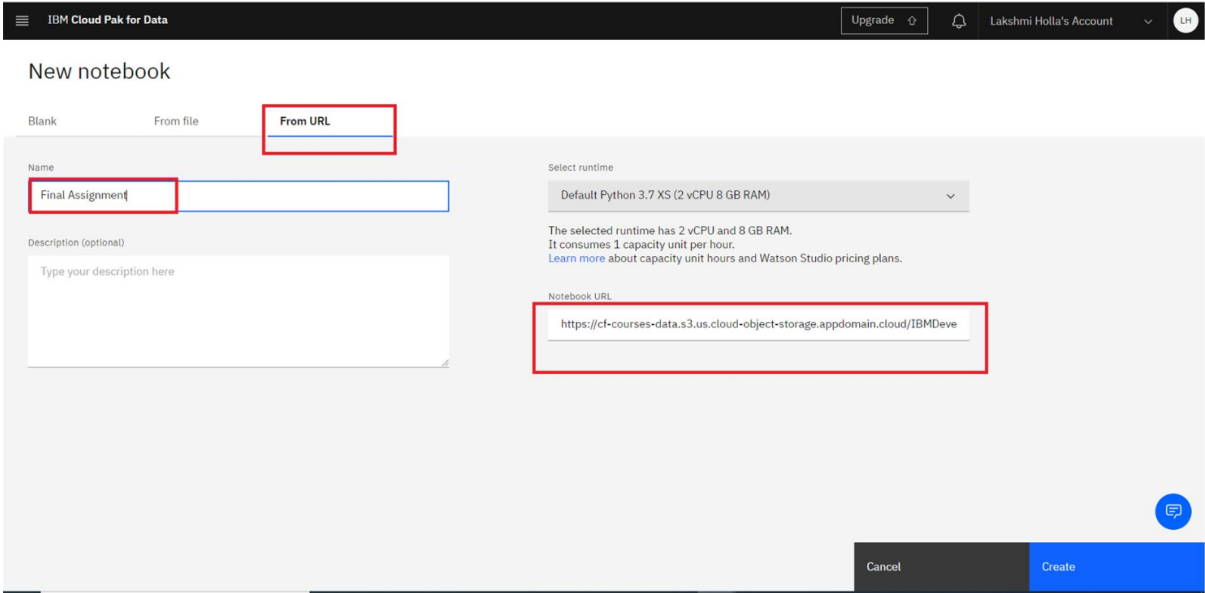 IBM Cloud Pak for Data
Upgrade
Lakshmi Holla's Account
LH
New notebook
Blank
From file
From URL
Name
Final Assignment
Description (optional)
Type your description here
Select runtime
Default Python 3.7 XS (2 vCPU 8 GB RAM)
The selected runtime has 2 vCPU and 8 GB RAM.
It consumes 1 capacity unit per hour.
Learn more about capacity unit hours and Watson Studio pricing plans.
Notebook URL
https://cf-courses-data.s3.us.cloud-object-storage.appdomain.cloud/IBMDeve
Cancel
Create